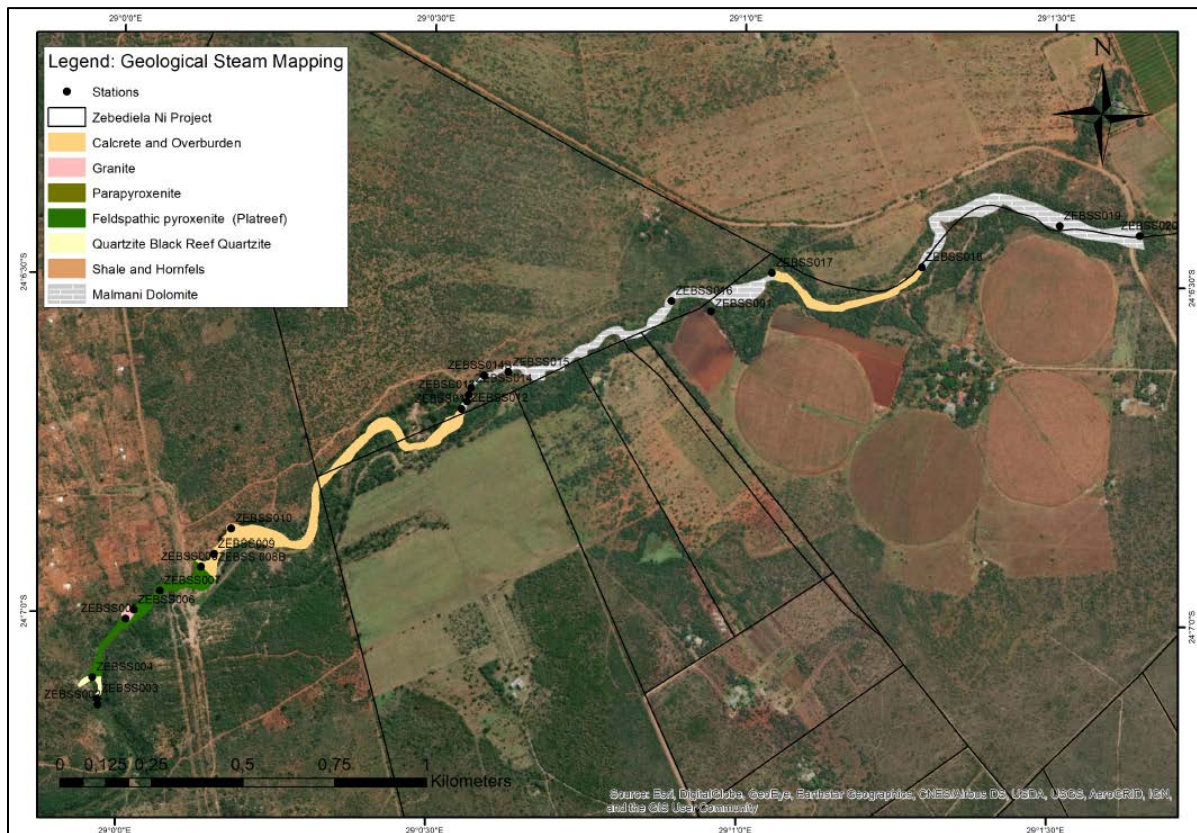 29°0'0"E
29°0'30"E
29°1'0"E
29°1'30"E
Legend: Geological Steam Mapping
Stations
Zebediela Ni Project
Calcrete and Overburden
Granite
Parapyroxenite
Feldspathic pyroxenite (Platreef)
Quartzite Black Reef Quartzite
Shale and Hornfels
Malmani Dolomite
N
ZEBSS019
ZEBSS020
24°6'30"S
ZEBSS017
ZEBSS018
24°6'30"S
ZEBSS016
ZEBSS001
ZEBSS014B
ZEBSS015
ZEBSS014
ZEBSS012
ZEBSS010
ZEBSS009
ZEBSS 008B
ZEBSS007
ZEBSS006
24°7'0"S
24°7'0"S
ZEBSS004
ZEBSS003
0 0,125 0,25 0,5 0,75 1
Kilometers
Source: Esri, DigitalGlobe, GeoEye, Earthstar Geographics, CNES/Airbus DS, USDA, USGS, AeroGRID, IGN,
and the GIS User Community
29°0'0"E
29°0'30"E
29°1'0"E
29°1'30"E